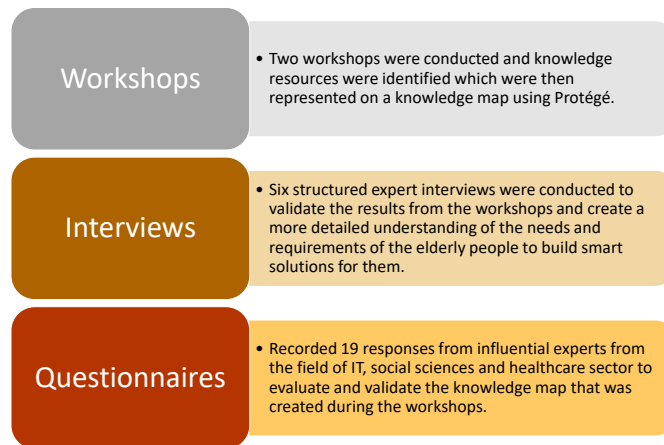 Workshops
• Two workshops were conducted and knowledge
resources were identified which were then
represented on a knowledge map using Protégé.
Interviews
• Six structured expert interviews were conducted to
validate the results from the workshops and create a
more detailed understanding of the needs and
requirements of the elderly people to build smart
solutions for them.
Questionnaires
• Recorded 19 responses from influential experts from
the field of IT, social sciences and healthcare sector to
evaluate and validate the knowledge map that was
created during the workshops.